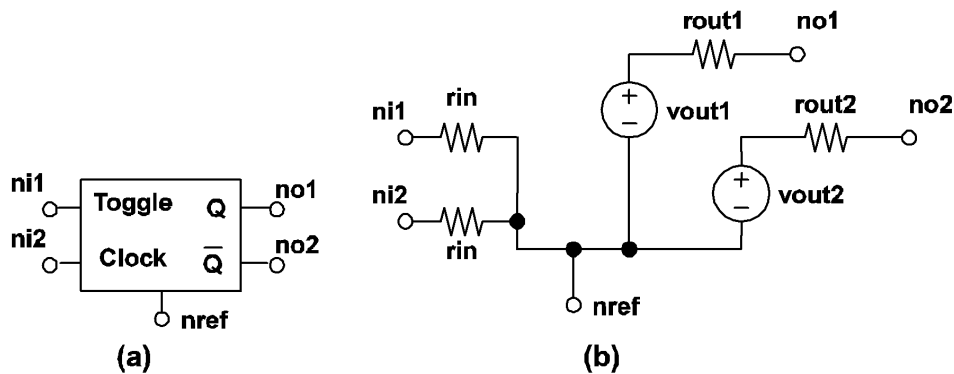 ni1
Toggle
Q
no1
ni2
Clock
Q̅
no2
nref
(a)
rout1
no1
vout1
rout2
no2
vout2
ni1
rin
ni2
rin
nref
(b)